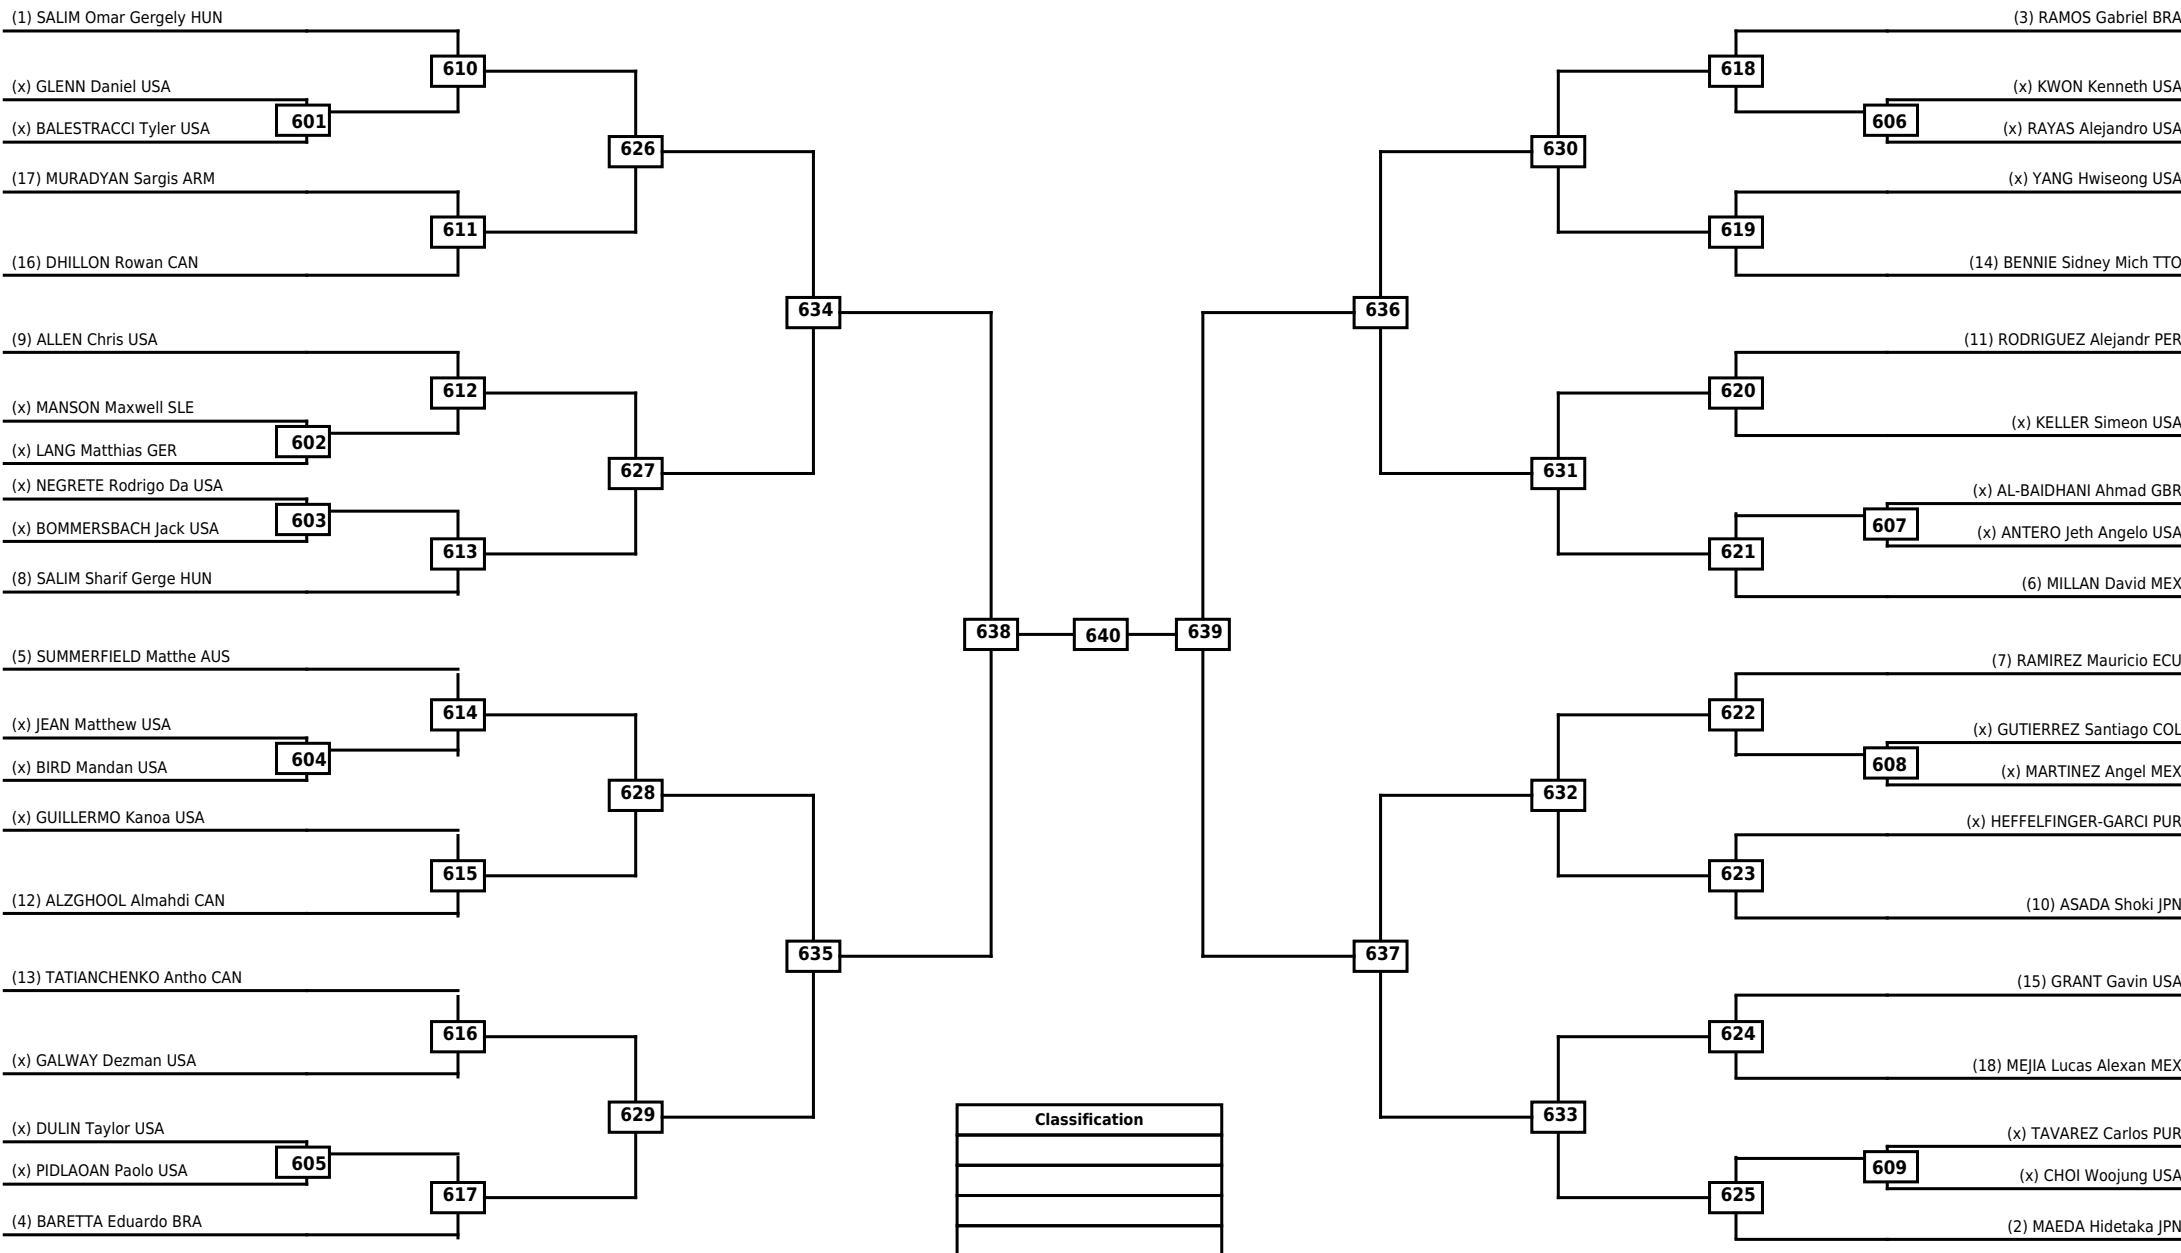 (1) SALIM Omar Gergely HUN
(x) GLENN Daniel USA
(x) BALESTRACCI Tyler USA
(17) MURADYAN Sargis ARM
(16) DHILLON Rowan CAN
(9) ALLEN Chris USA
(x) MANSON Maxwell SLE
(x) LANG Matthias GER
(x) NEGRETE Rodrigo Da USA
(x) BOMMERSBACH Jack USA
(8) SALIM Sharif Gerge HUN
(5) SUMMERFIELD Matthe AUS
(x) JEAN Matthew USA
(x) BIRD Mandan USA
(x) GUILLERMO Kanoa USA
(12) ALZGHOOL Almahdi CAN
(13) TATIANCHENKO Antho CAN
(x) GALWAY Dezman USA
(x) DULIN Taylor USA
(x) PIDLAOAN Paolo USA
(4) BARETTA Eduardo BRA
601
602
603
604
605
610
611
612
613
614
615
616
617
626
627
628
629
634
635
638
640
639
636
637
630
631
632
633
618
619
620
621
622
623
624
625
606
607
608
609
(3) RAMOS Gabriel BRA
(x) KWON Kenneth USA
(x) RAYAS Alejandro USA
(x) YANG Hwiseong USA
(14) BENNIE Sidney Mich TTO
(11) RODRIGUEZ Alejandr PER
(x) KELLER Simeon USA
(x) AL-BAIDHANI Ahmad GBR
(x) ANTERO Jeth Angelo USA
(6) MILLAN David MEX
(7) RAMIREZ Mauricio ECU
(x) GUTIERREZ Santiago COL
(x) MARTINEZ Angel MEX
(x) HEFFELFINGER-GARCI PUR
(10) ASADA Shoki JPN
(15) GRANT Gavin USA
(18) MEJIA Lucas Alexan MEX
(x) TAVAREZ Carlos PUR
(x) CHOI Woojung USA
(2) MAEDA Hidetaka JPN
Classification